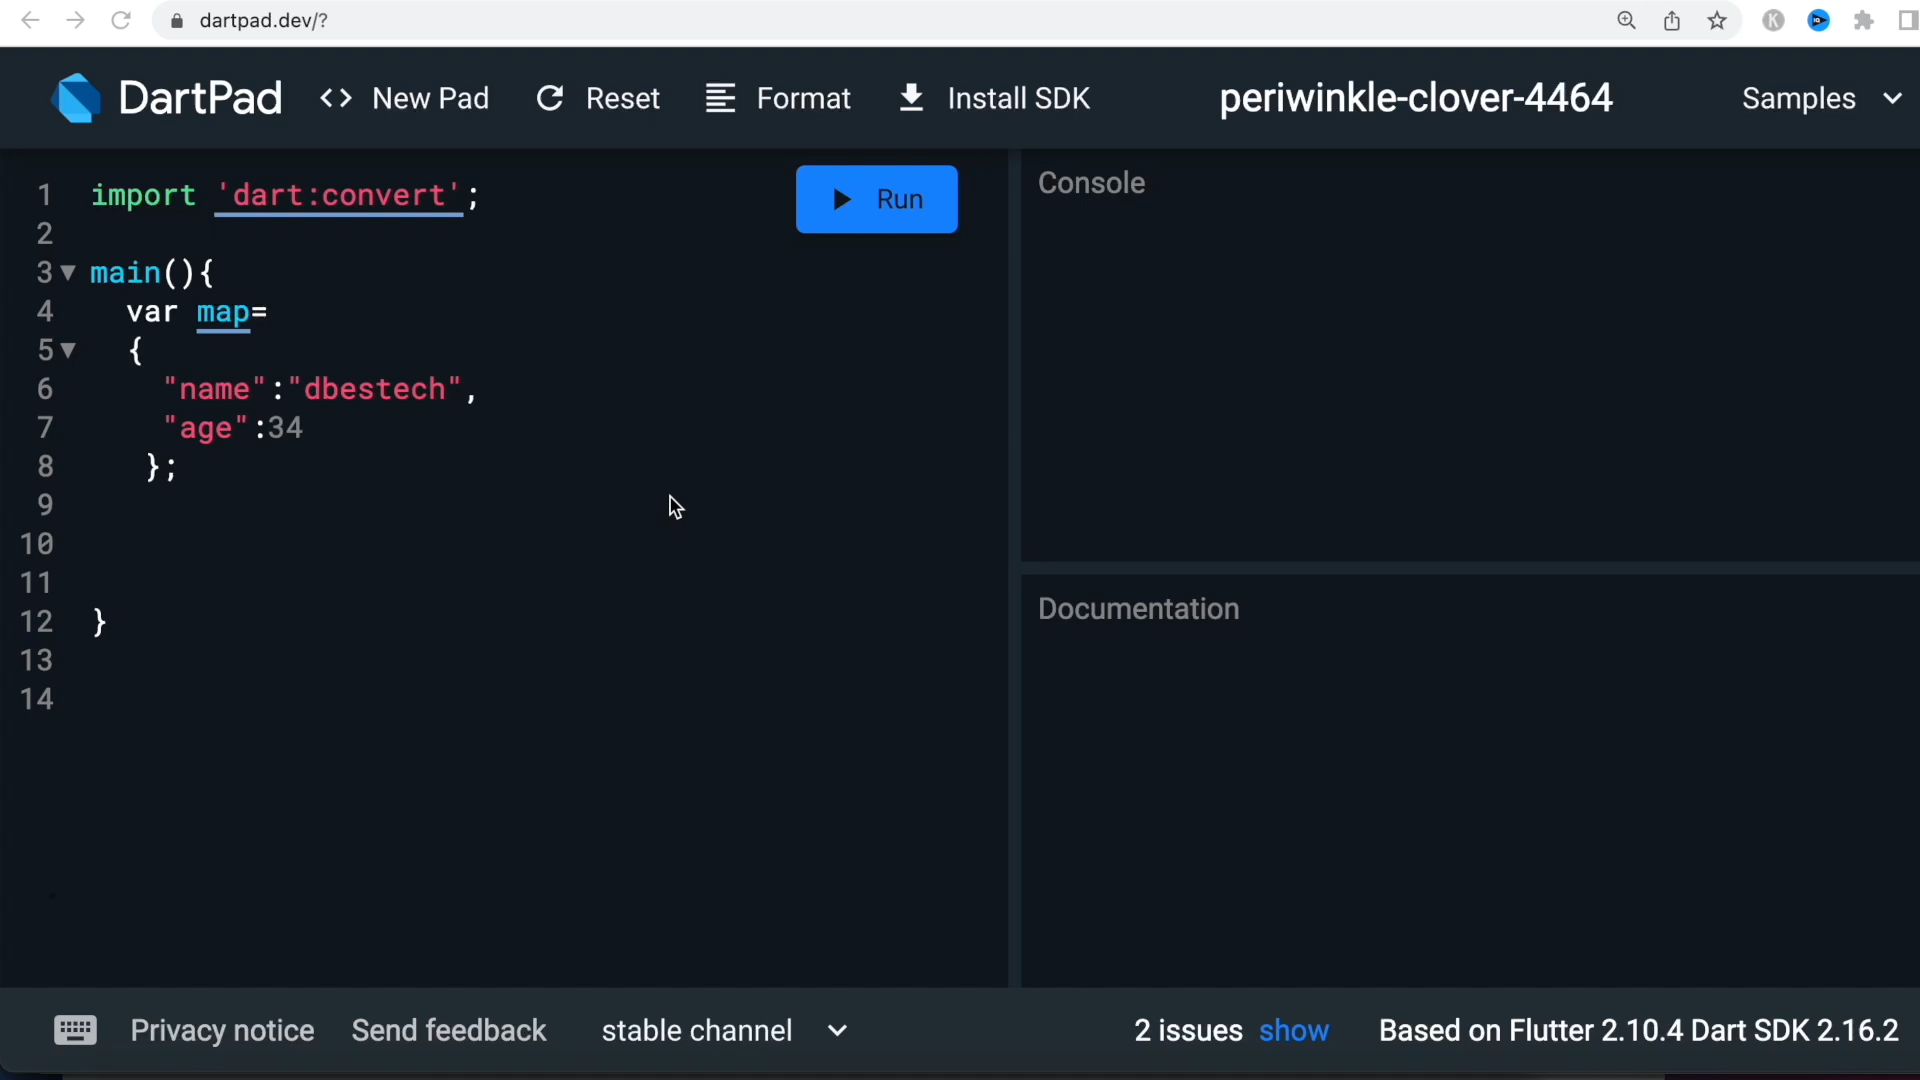 dartpad.dev/?
DartPad <> New Pad Reset Format Install SDK periwinkle-clover-4464 Samples
Run
1 import 'dart:convert';
2
3 main(){
4 var map=
5 {
6 "name":"dbestech",
7 "age":34
8 };
9
10
11
12 }
13
14
Console
Documentation
Privacy notice Send feedback stable channel 2 issues show Based on Flutter 2.10.4 Dart SDK 2.16.2